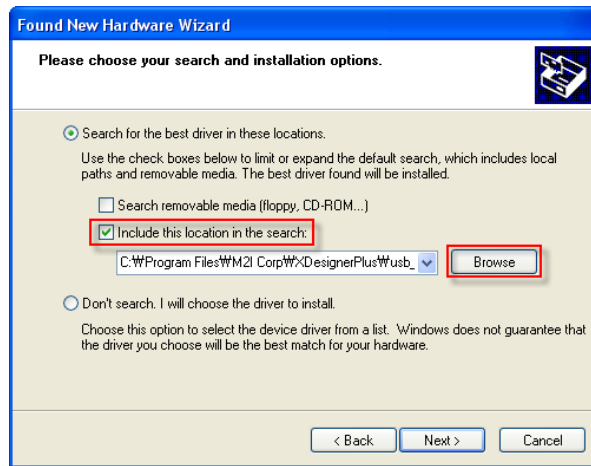 Found New Hardware Wizard
Please choose your search and installation options.
Search for the best driver in these locations.
Use the check boxes below to limit or expand the default search, which includes local
paths and removable media. The best driver found will be installed.
Search removable media (floppy, CD-ROM...)
Include this location in the search:
C:₩Program Files₩M2I Corp₩XDesignerPlus₩usb_
Browse
Don't search. I will choose the driver to install.
Choose this option to select the device driver from a list. Windows does not guarantee that
the driver you choose will be the best match for your hardware.
< Back
Next >
Cancel